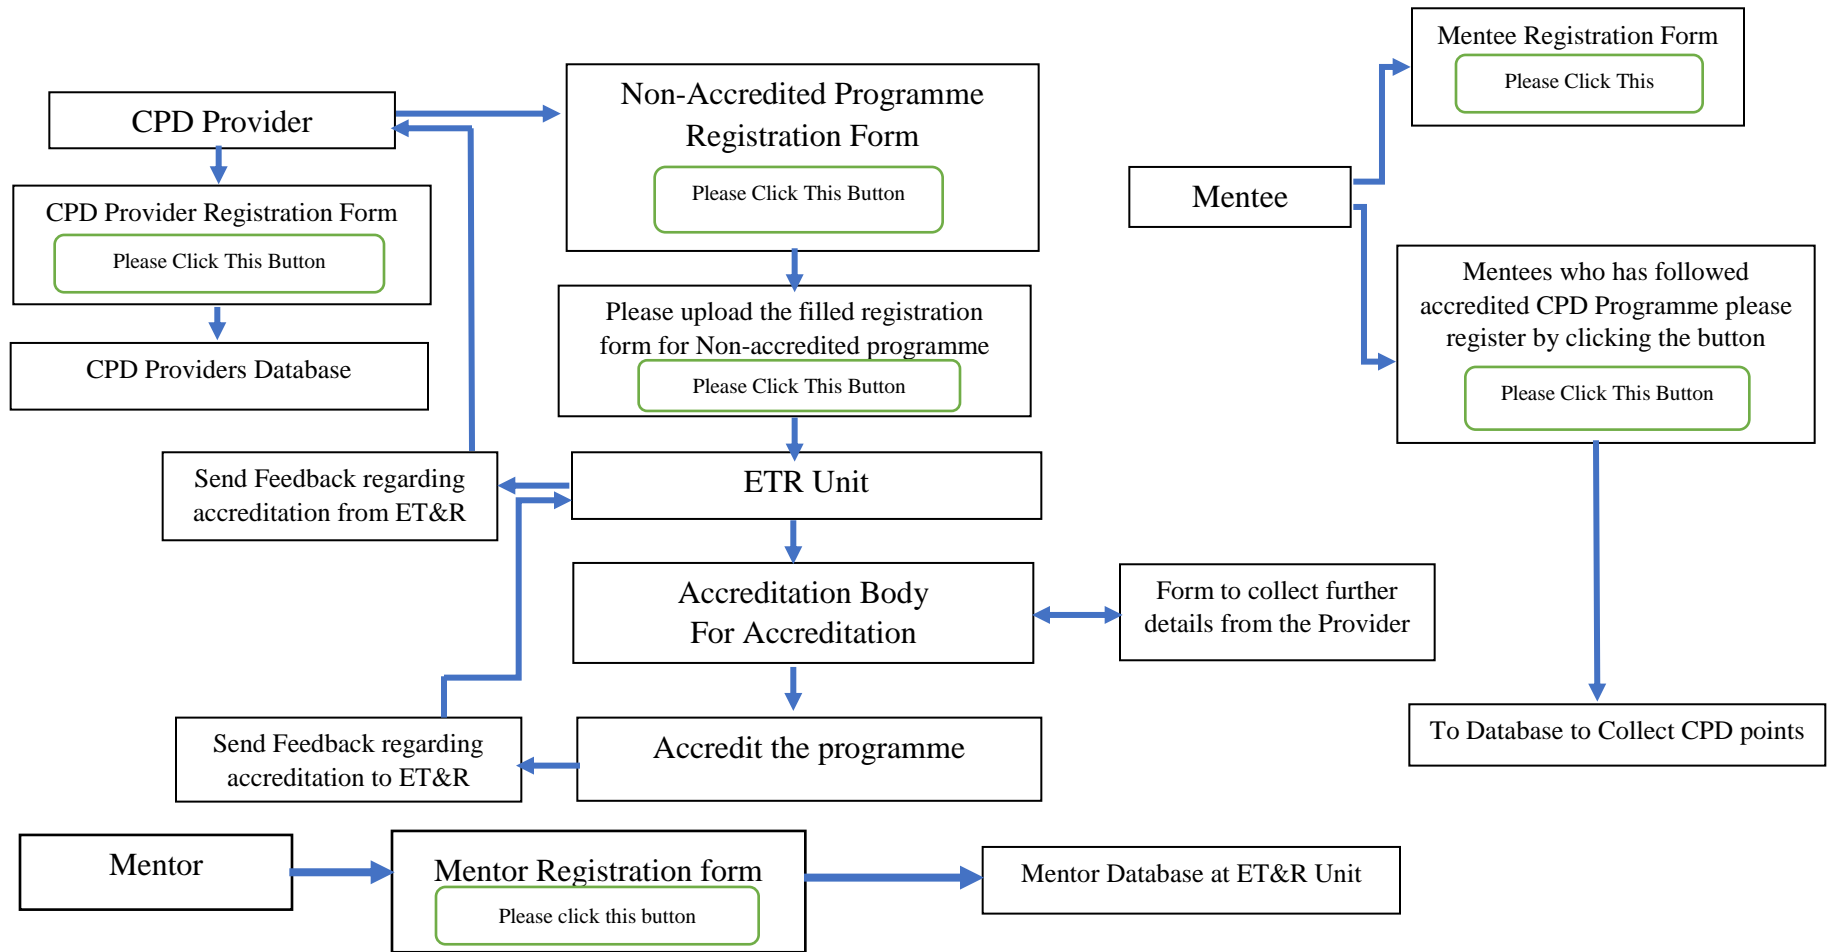 CPD Provider
CPD Provider Registration Form
Please Click This Button
CPD Providers Database
Non-Accredited Programme
Registration Form
Please Click This Button
Please upload the filled registration
form for Non-accredited programme
Please Click This Button
ETR Unit
Send Feedback regarding
accreditation from ET&R
Accreditation Body
For Accreditation
Form to collect further
details from the Provider
Accredit the programme
Send Feedback regarding
accreditation to ET&R
Mentee
Mentee Registration Form
Please Click This
Mentees who has followed
accredited CPD Programme please
register by clicking the button
Please Click This Button
To Database to Collect CPD points
Mentor
Mentor Registration form
Please click this button
Mentor Database at ET&R Unit